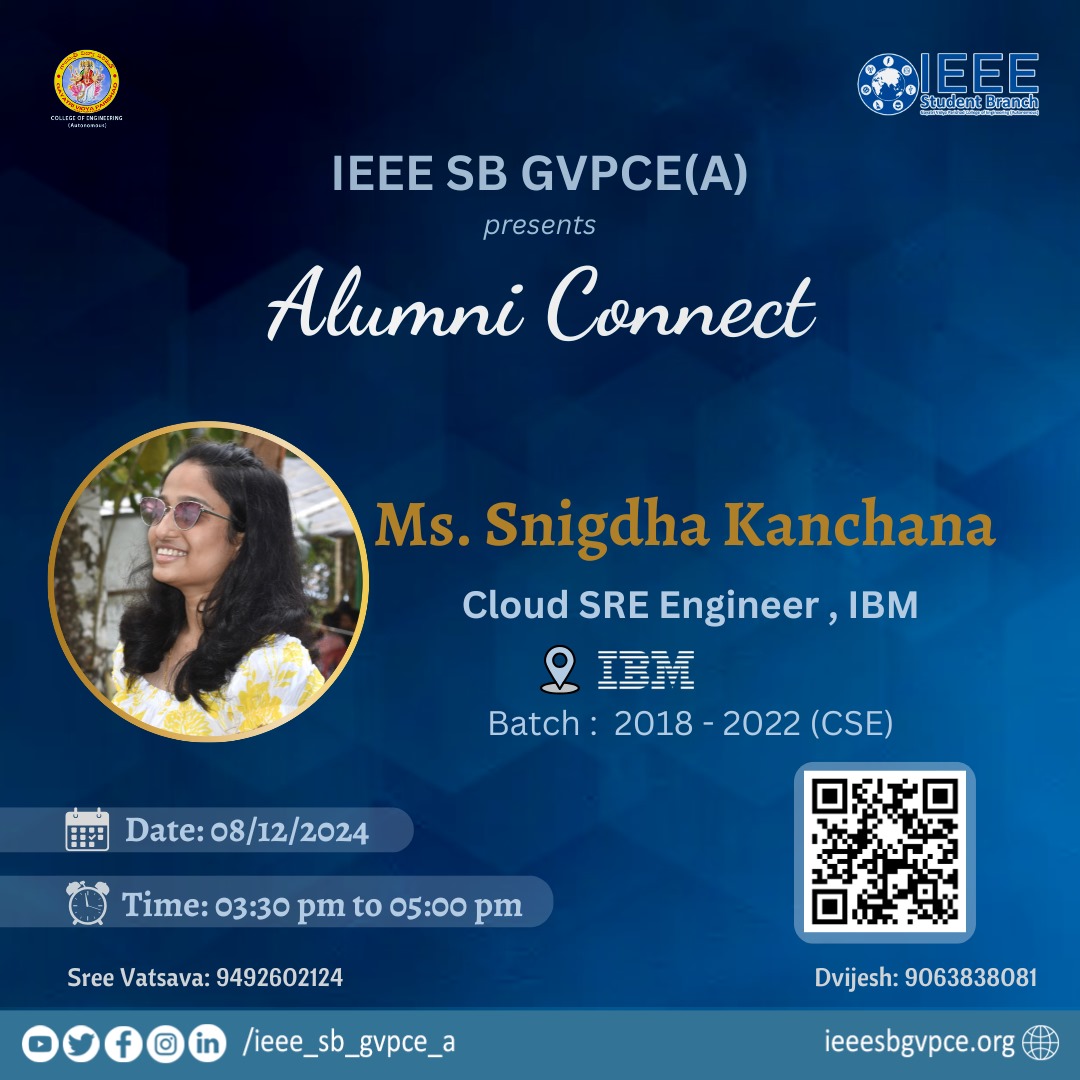 COLLEGE OF ENGINEERING
(Autonomous)
IEEE
Student Branch
IEEE SB GVPCE(A)
presents
Alumni Connect
Ms. Snigdha Kanchana
Cloud SRE Engineer , IBM
IBM
Batch : 2018 - 2022 (CSE)
Date: 08/12/2024
Time: 03:30 pm to 05:00 pm
Sree Vatsava: 9492602124
Dvijesh: 9063838081
/ieee_sb_gvpce_a
ieeesbgvpce.org